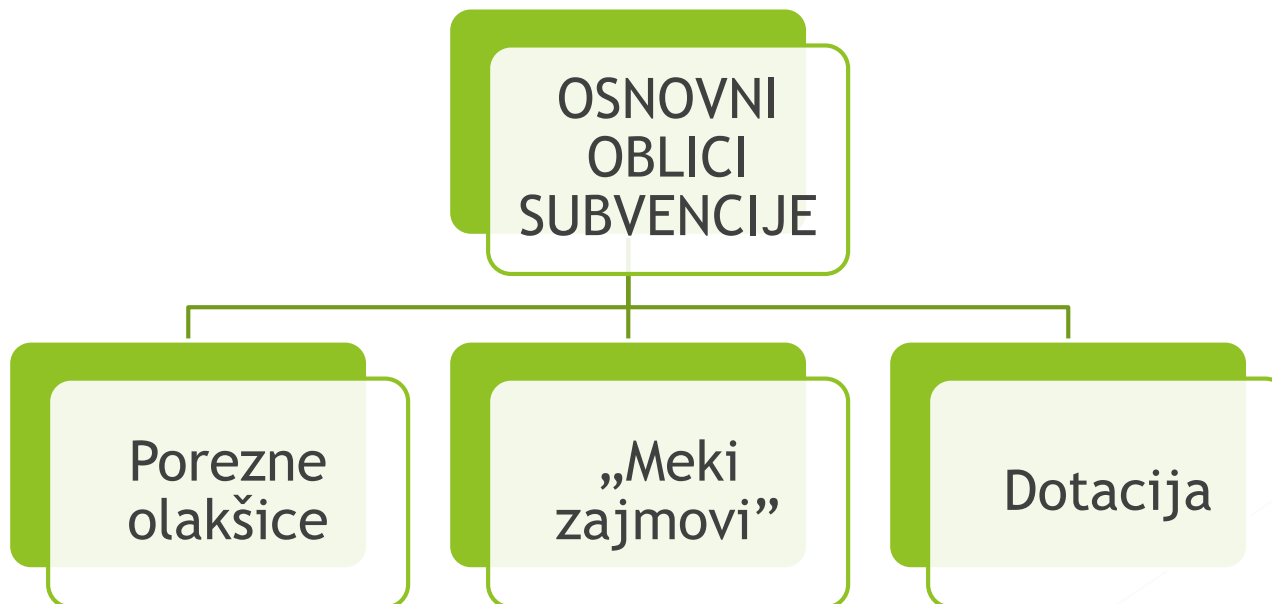 OSNOVNI
OBLICI
SUBVENCIJE
Porezne
olakšice
„Meki
zajmovi”
Dotacija